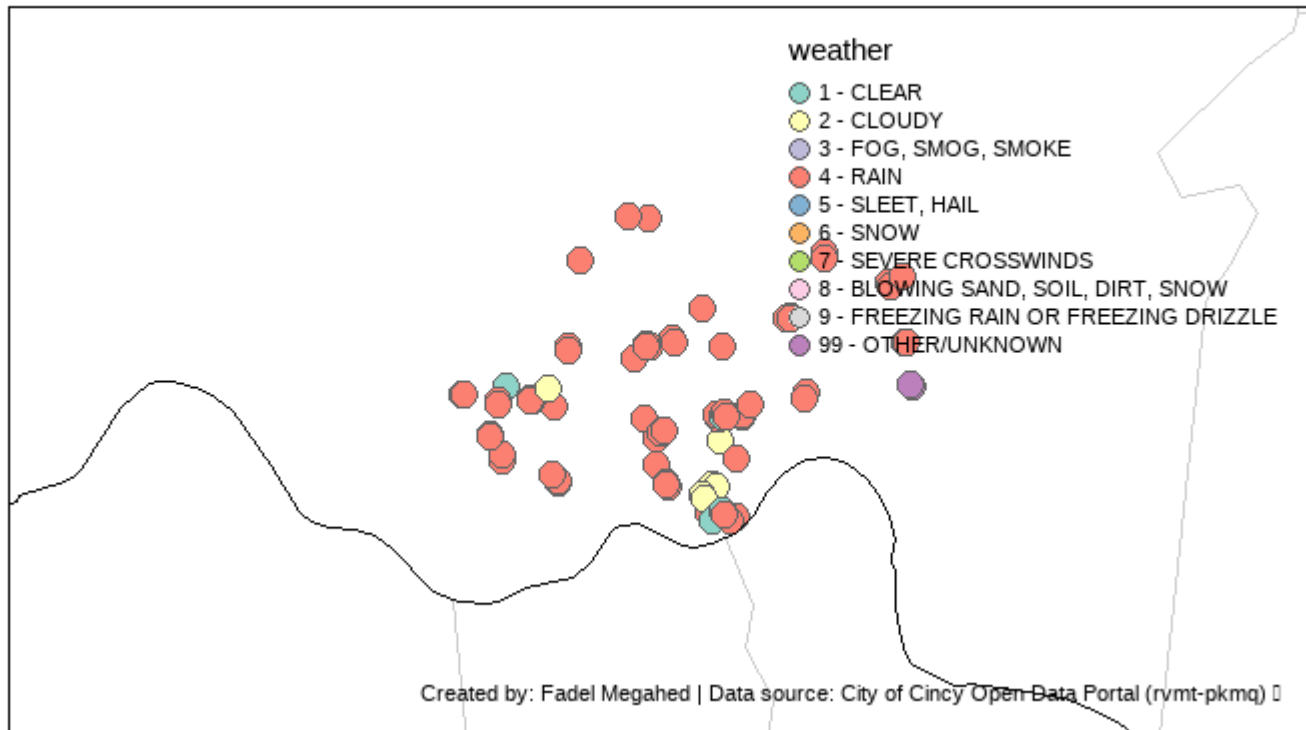 weather
1 - CLEAR
2 - CLOUDY
3 - FOG, SMOG, SMOKE
4 - RAIN
5 - SLEET, HAIL
6 - SNOW
7 - SEVERE CROSSWINDS
8 - BLOWING SAND, SOIL, DIRT, SNOW
9 - FREEZING RAIN OR FREEZING DRIZZLE
99 - OTHER/UNKNOWN
Created by: Fadel Megahed | Data source: City of Cincy Open Data Portal (rvmt-pkmq) ▯